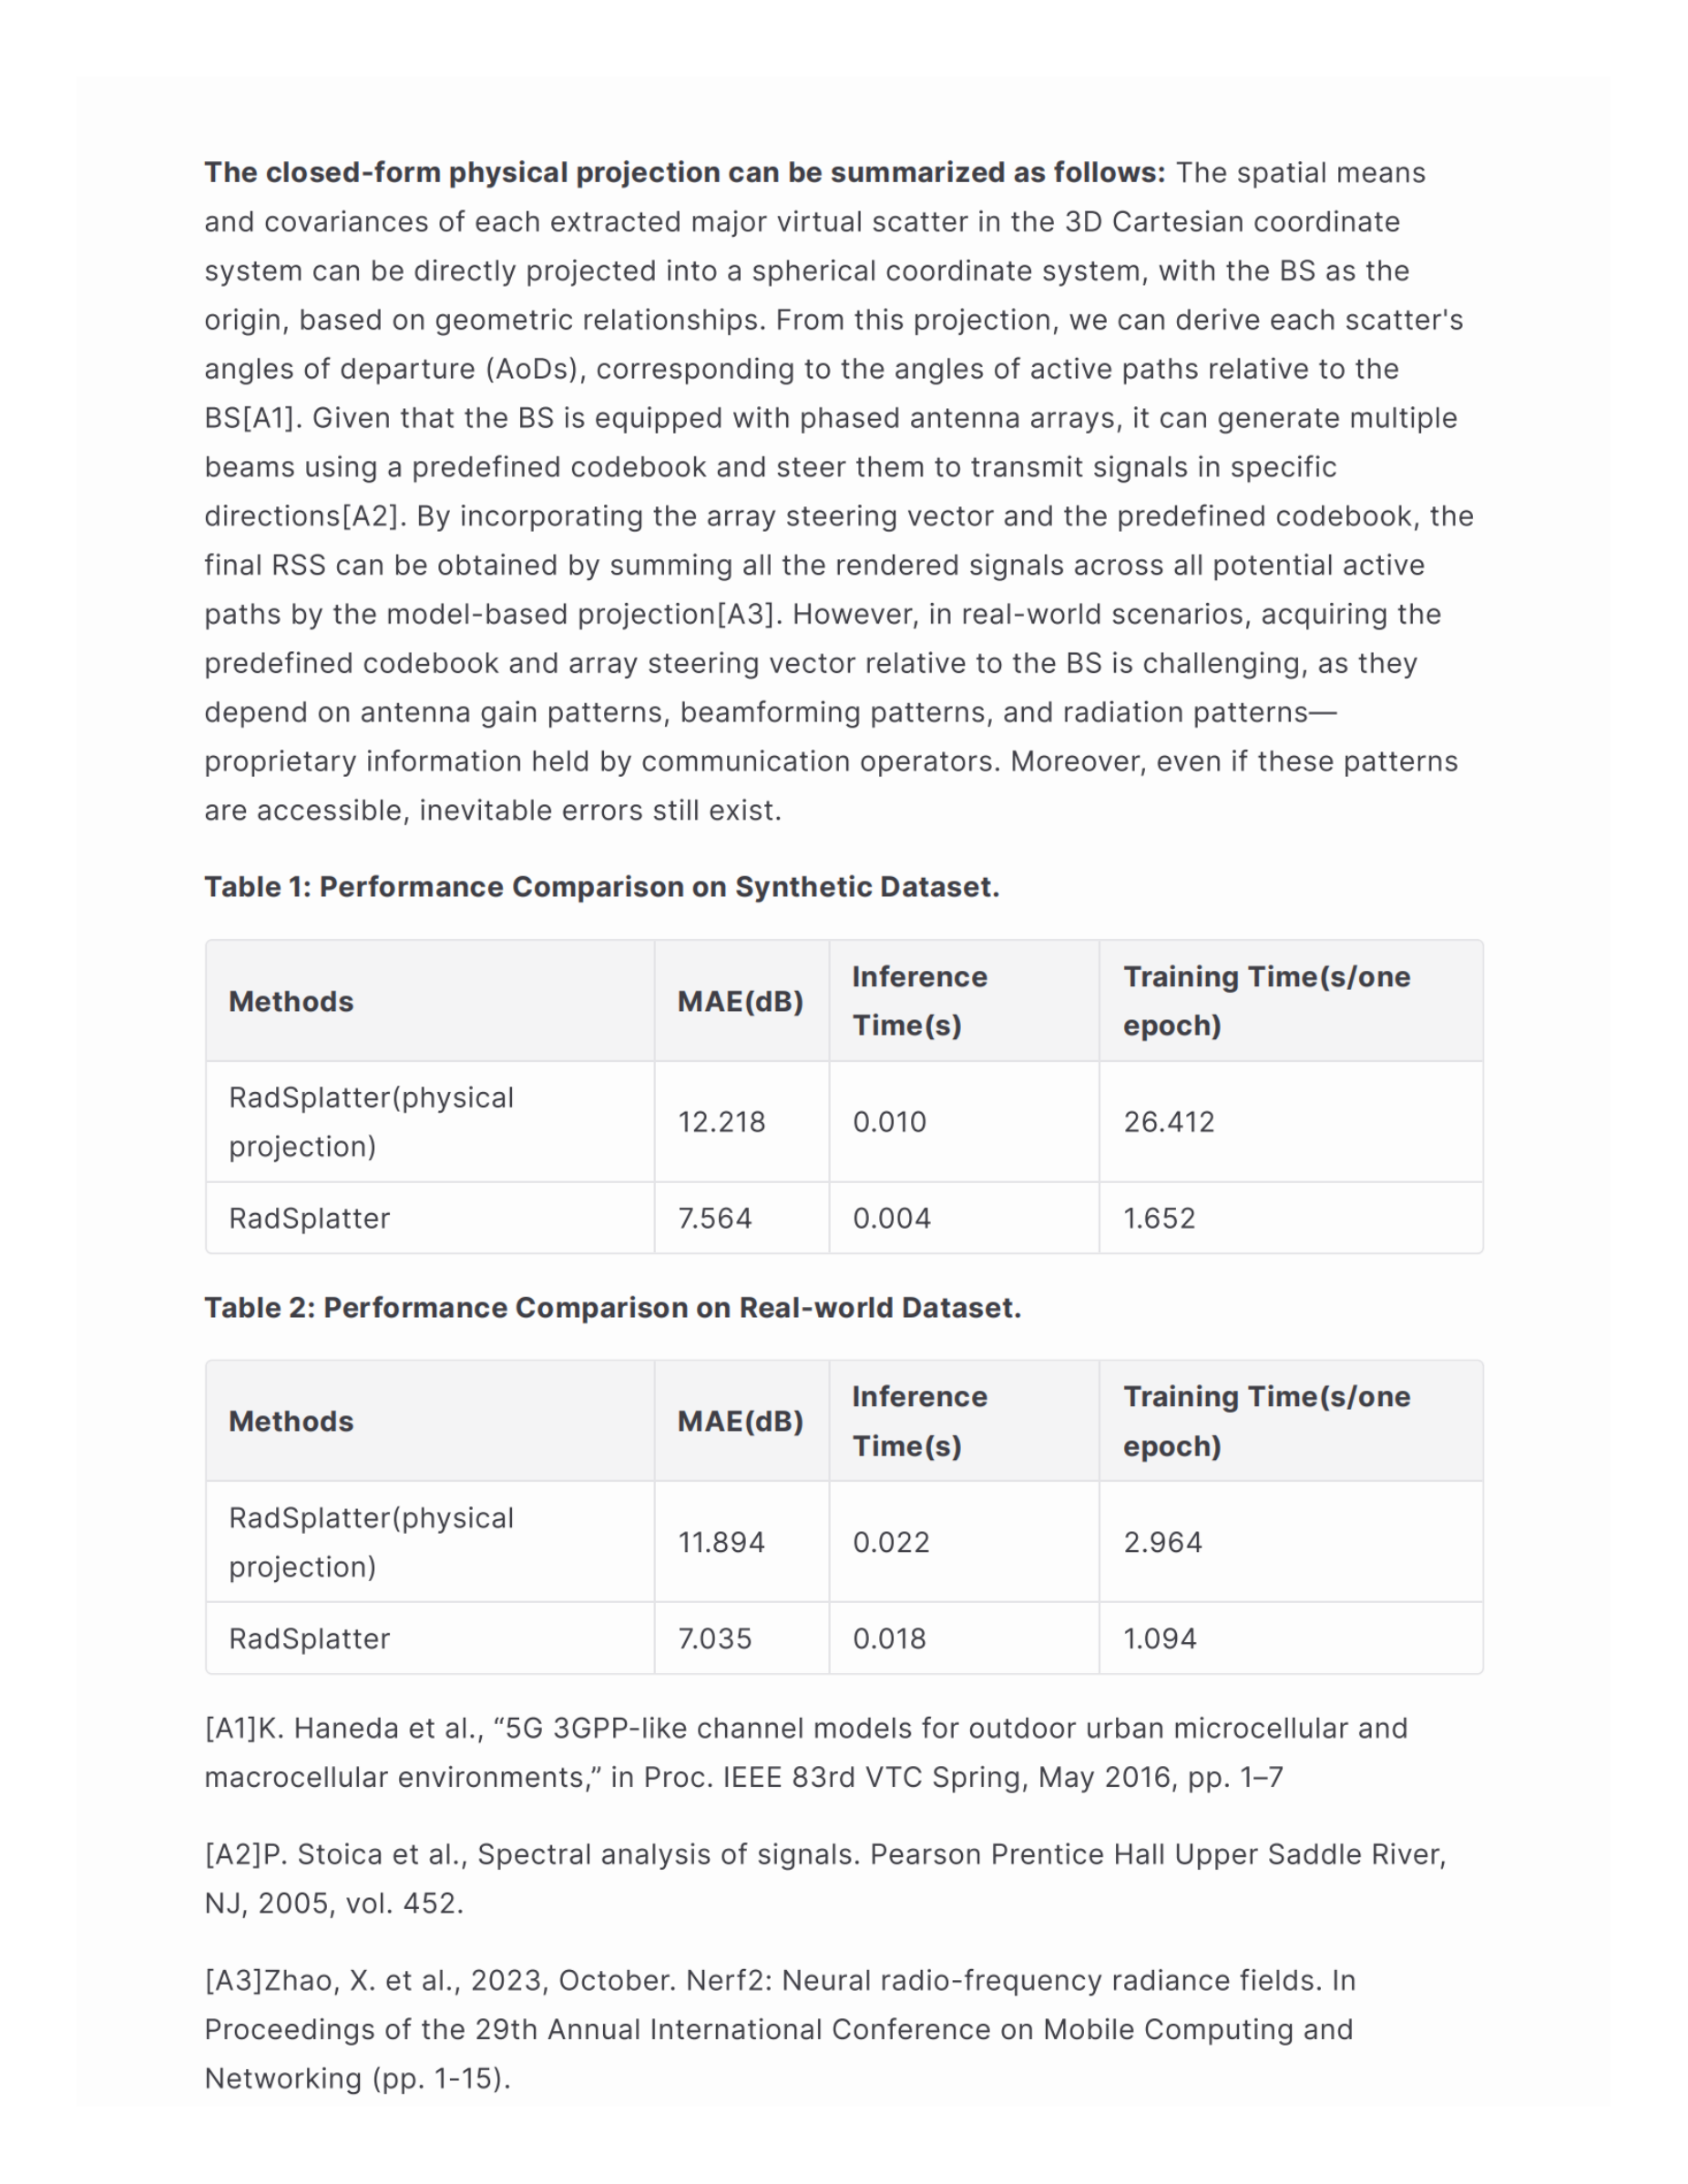 The closed-form physical projection can be summarized as follows: The spatial means
and covariances of each extracted major virtual scatter in the 3D Cartesian coordinate
system can be directly projected into a spherical coordinate system, with the BS as the
origin, based on geometric relationships. From this projection, we can derive each scatter's
angles of departure (AoDs), corresponding to the angles of active paths relative to the
BS[A1]. Given that the BS is equipped with phased antenna arrays, it can generate multiple
beams using a predefined codebook and steer them to transmit signals in specific
directions[A2]. By incorporating the array steering vector and the predefined codebook, the
final RSS can be obtained by summing all the rendered signals across all potential active
paths by the model-based projection[A3]. However, in real-world scenarios, acquiring the
predefined codebook and array steering vector relative to the BS is challenging, as they
depend on antenna gain patterns, beamforming patterns, and radiation patterns—
proprietary information held by communication operators. Moreover, even if these patterns
are accessible, inevitable errors still exist.
Table 1: Performance Comparison on Synthetic Dataset.
Methods MAE(dB) Inference Time(s) Training Time(s/one epoch)
RadSplatter(physical projection) 12.218 0.010 26.412
RadSplatter 7.564 0.004 1.652
Table 2: Performance Comparison on Real-world Dataset.
Methods MAE(dB) Inference Time(s) Training Time(s/one epoch)
RadSplatter(physical projection) 11.894 0.022 2.964
RadSplatter 7.035 0.018 1.094
[A1]K. Haneda et al., “5G 3GPP-like channel models for outdoor urban microcellular and
macrocellular environments,” in Proc. IEEE 83rd VTC Spring, May 2016, pp. 1–7
[A2]P. Stoica et al., Spectral analysis of signals. Pearson Prentice Hall Upper Saddle River,
NJ, 2005, vol. 452.
[A3]Zhao, X. et al., 2023, October. Nerf2: Neural radio-frequency radiance fields. In
Proceedings of the 29th Annual International Conference on Mobile Computing and
Networking (pp. 1-15).